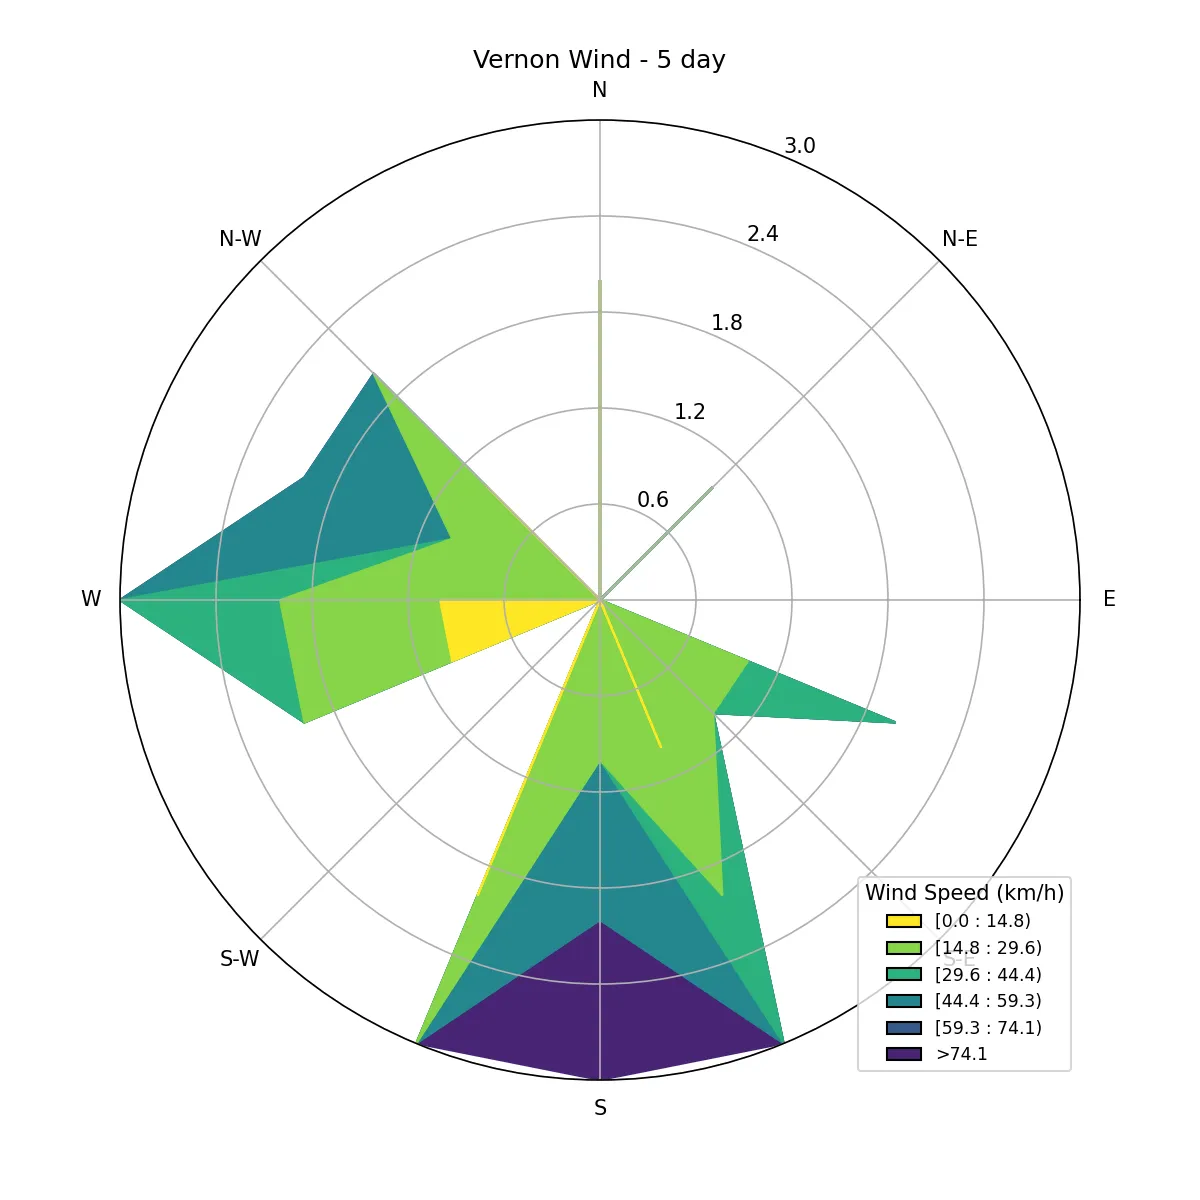 Vernon Wind - 5 day
N
3.0
N-W
2.4
N-E
1.8
1.2
0.6
W
E
Wind Speed (km/h)
[0.0 : 14.8)
[14.8 : 29.6)
S-W
S-E
[29.6 : 44.4)
[44.4 : 59.3)
[59.3 : 74.1)
>74.1
S